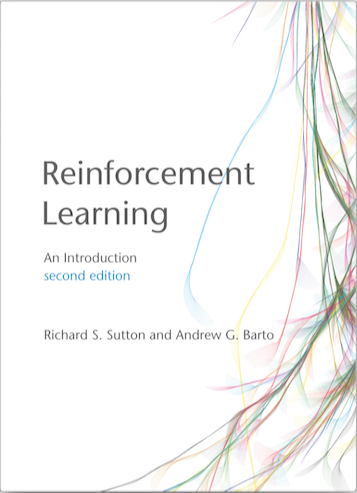 Reinforcement
Learning
An Introduction
second edition
Richard S. Sutton and Andrew G. Barto